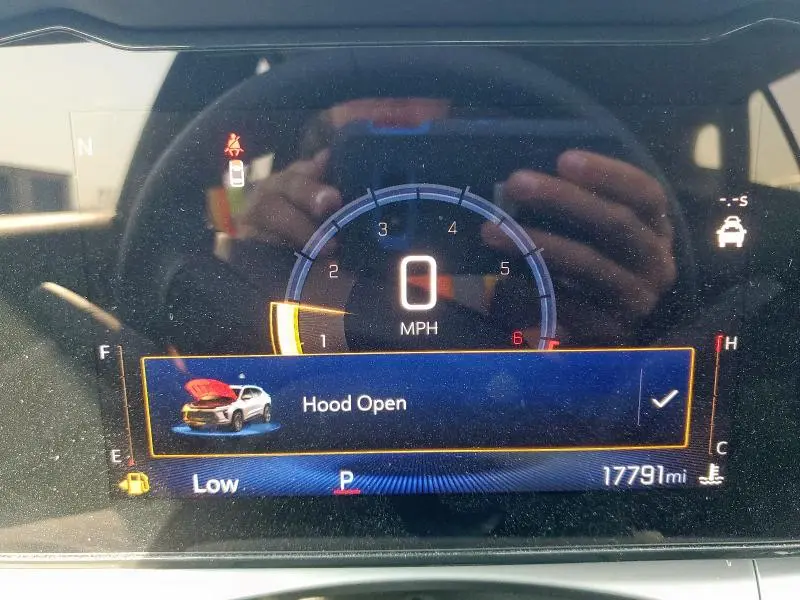 N
-.-s
3 4
2 5
0
MPH
1 6
F H
Hood Open
E C
Low P 17791mi